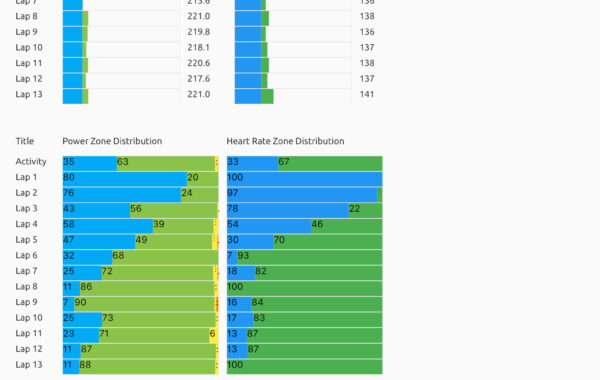 Lap 7 213.6 136
Lap 8 221.0 138
Lap 9 219.8 136
Lap 10 218.1 137
Lap 11 220.6 138
Lap 12 217.6 137
Lap 13 221.0 141
Title Power Zone Distribution Heart Rate Zone Distribution
Activity 35 63 33 67
Lap 1 80 20 100
Lap 2 76 24 97
Lap 3 43 56 78 22
Lap 4 58 39 54 46
Lap 5 47 49 30 70
Lap 6 32 68 7 93
Lap 7 25 72 18 82
Lap 8 11 86 100
Lap 9 7 90 16 84
Lap 10 25 73 17 83
Lap 11 23 71 6 13 87
Lap 12 11 87 13 87
Lap 13 11 88 100